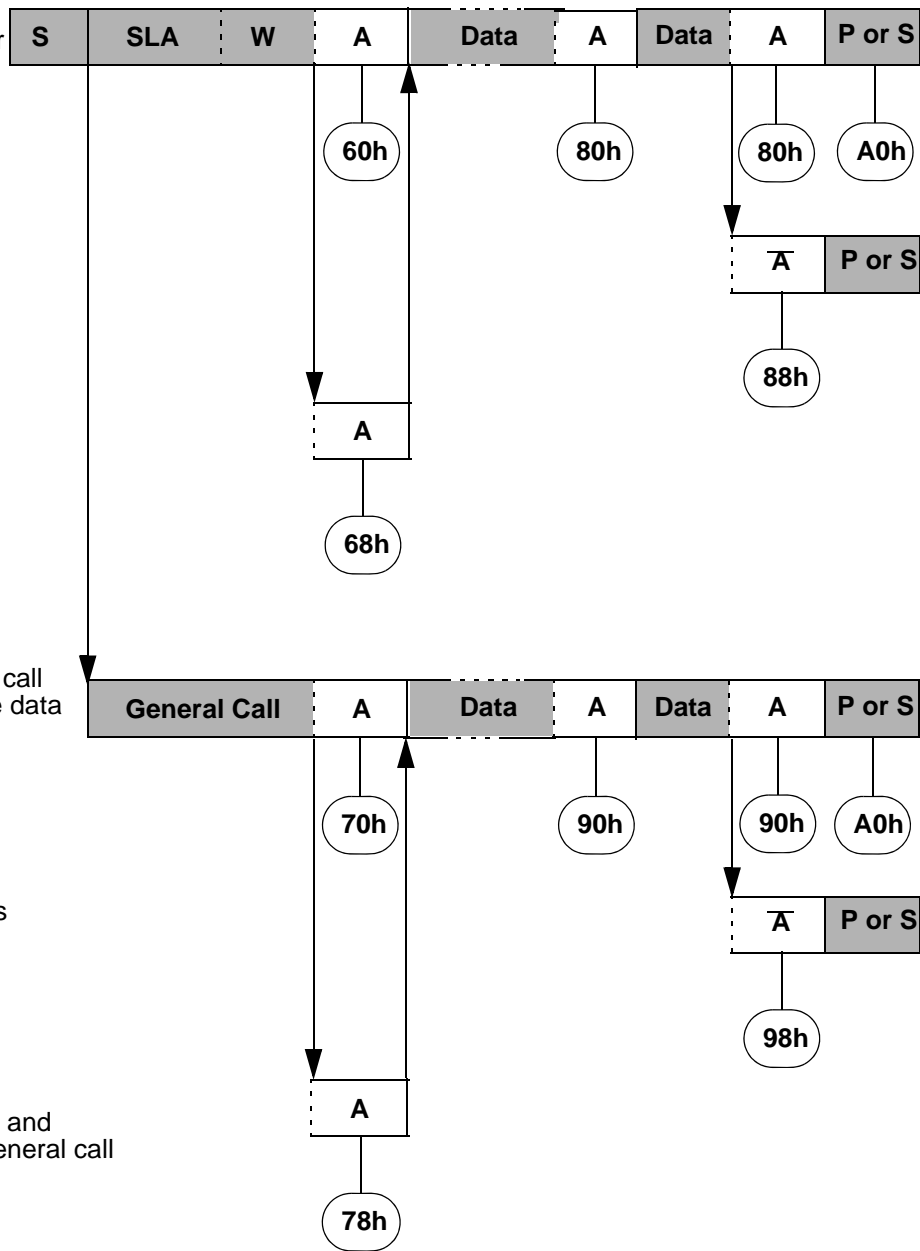 r S SLA W A Data A Data A P or S
60h 80h 80h A0h
A̅ P or S
88h
A
68h
call
e data
General Call A Data A Data A P or S
70h 90h 90h A0h
s
A̅ P or S
98h
A
and
eneral call
78h